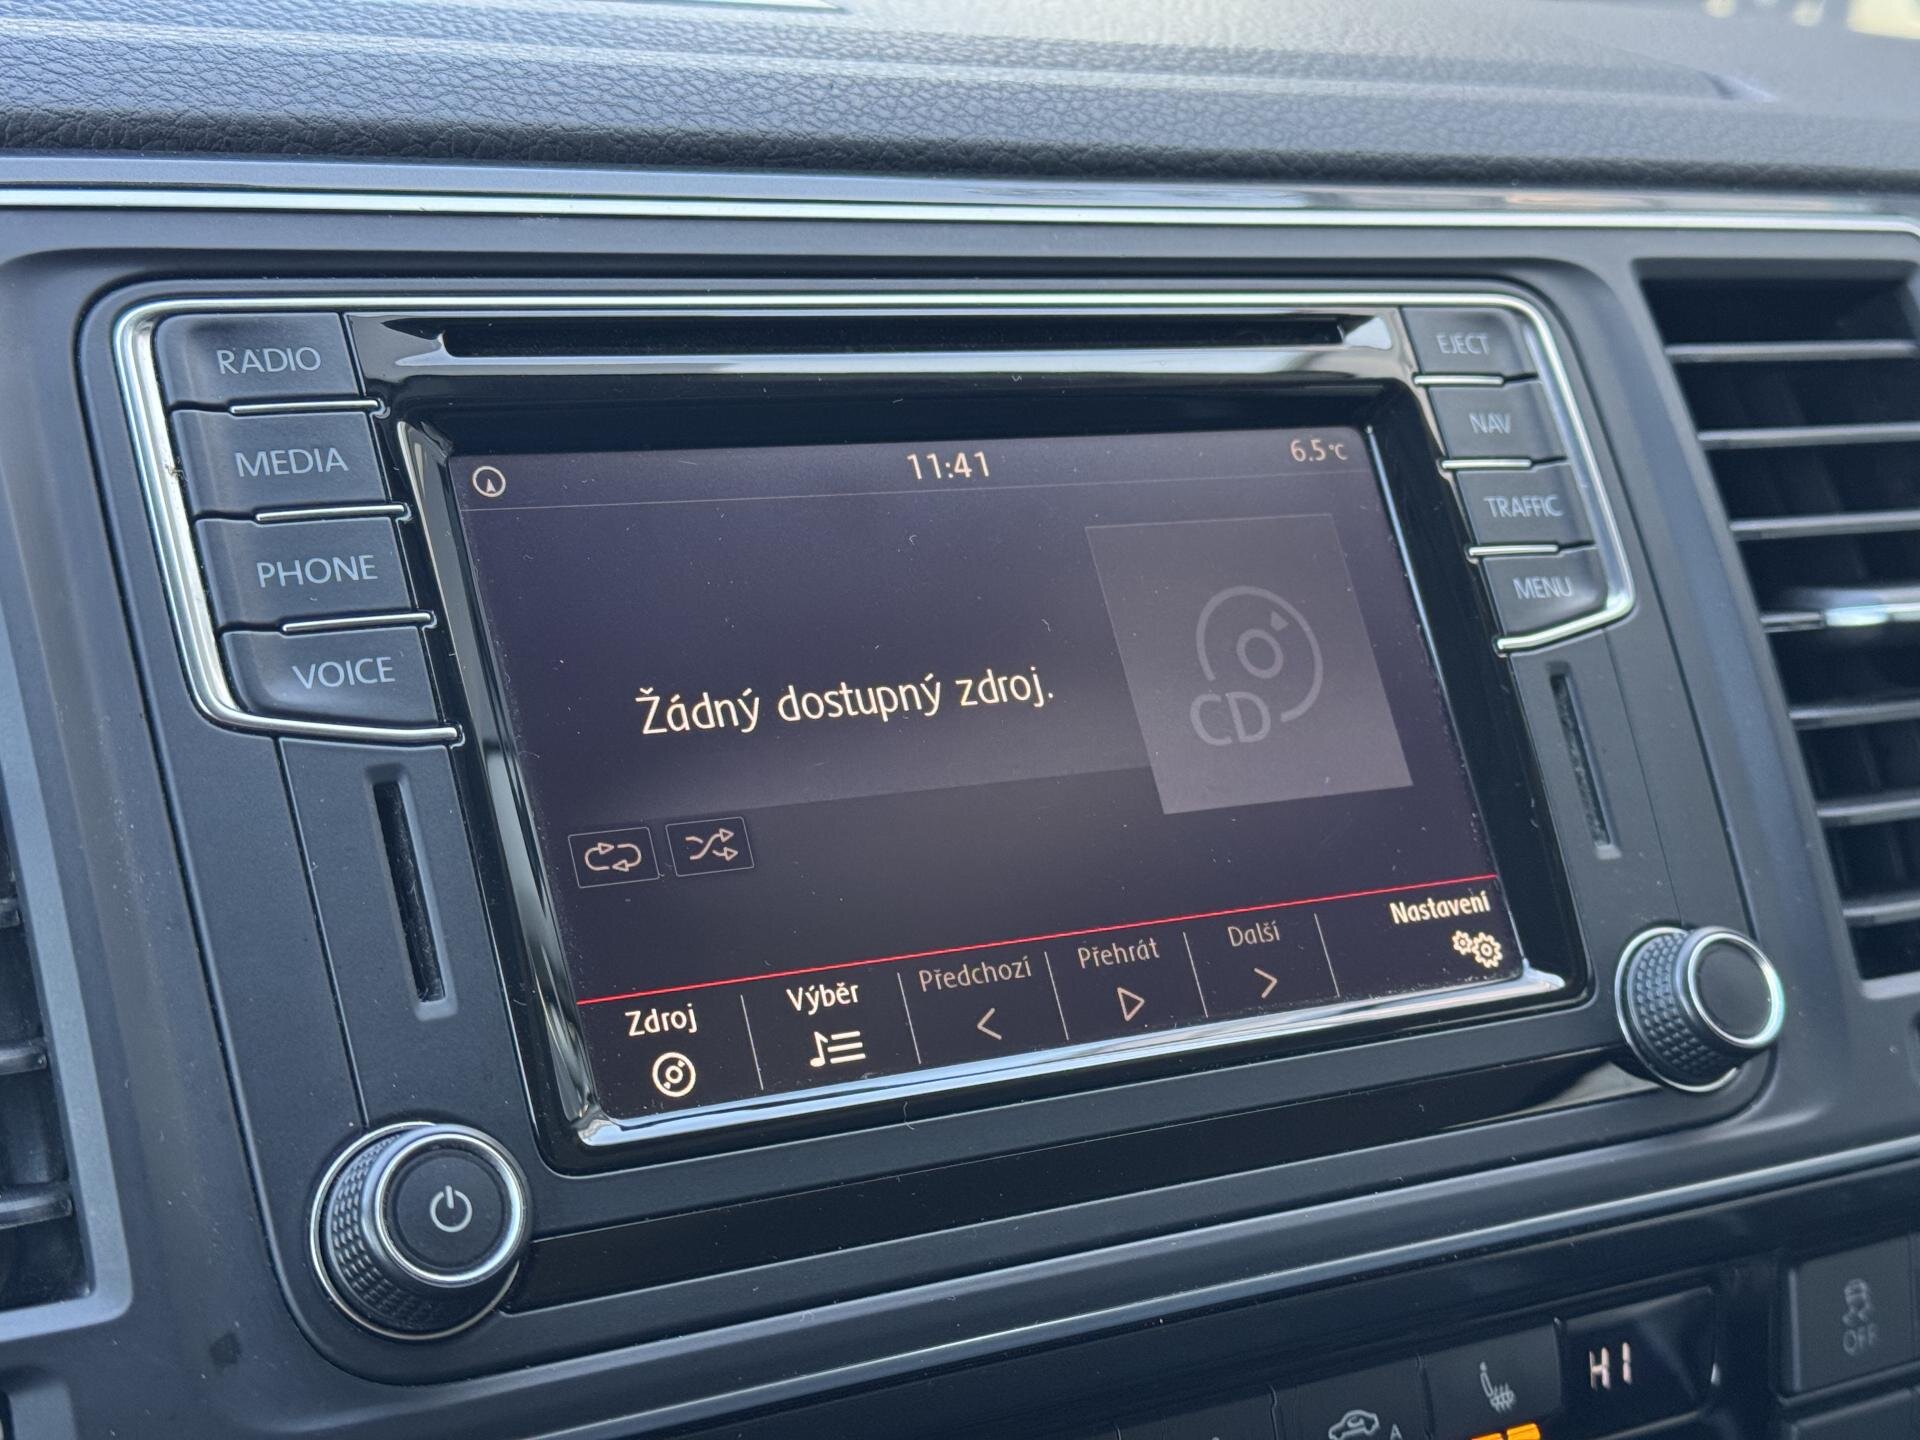 RADIO
MEDIA
PHONE
VOICE
EJECT
NAV
TRAFFIC
MENU
11:41
6.5°C
Žádný dostupný zdroj.
CD
Zdroj
Výběr
Předchozí
Přehrát
Další
Nastavení
HI
OFF
A